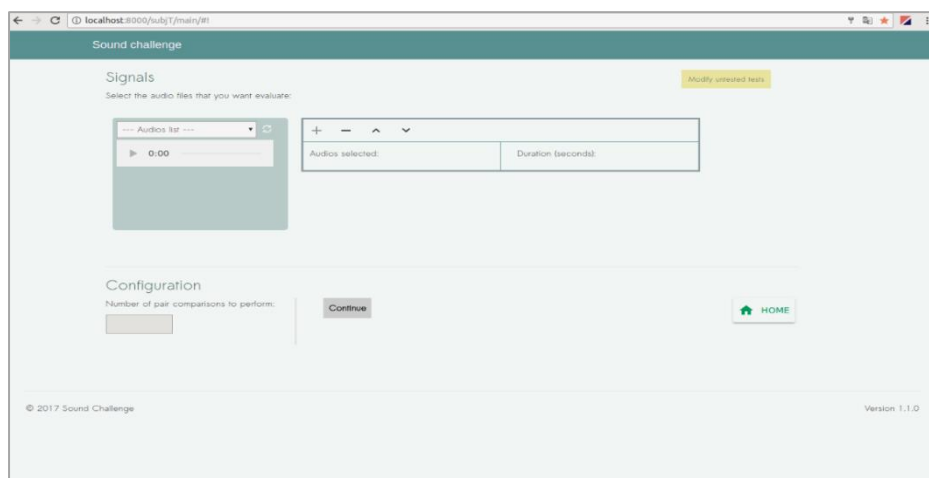 localhost:8000/subjT/main/#!
Sound challenge
Signals
Modify untested tests
Select the audio files that you want evaluate:
--- Audios list ---
0:00
Audios selected:
Duration (seconds):
Configuration
Number of pair comparisons to perform:
Continue
HOME
© 2017 Sound Challenge
Version 1.1.0